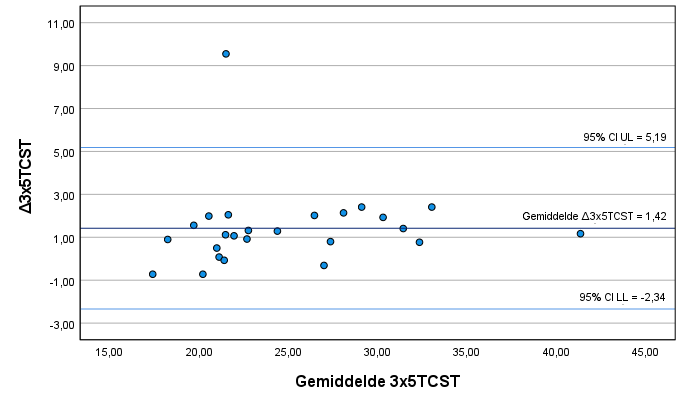 11,00
9,00
7,00
95% CI UL = 5,19
5,00
3,00
Gemiddelde Δ3x5TCST = 1,42
1,00
-1,00
95% CI LL = -2,34
-3,00
Δ3x5TCST
15,00 20,00 25,00 30,00 35,00 40,00 45,00
Gemiddelde 3x5TCST